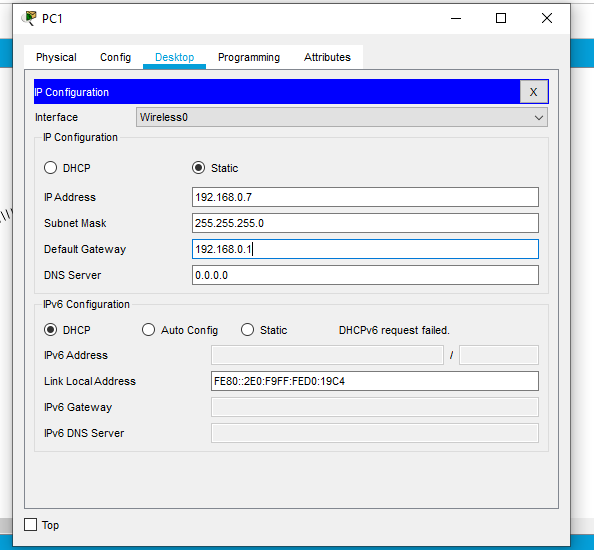 PC1
Physical Config Desktop Programming Attributes
IP Configuration X
Interface Wireless0
IP Configuration
DHCP Static
IP Address 192.168.0.7
Subnet Mask 255.255.255.0
Default Gateway 192.168.0.1
DNS Server 0.0.0.0
IPv6 Configuration
DHCP Auto Config Static DHCPv6 request failed.
IPv6 Address /
Link Local Address FE80::2E0:F9FF:FED0:19C4
IPv6 Gateway
IPv6 DNS Server
Top